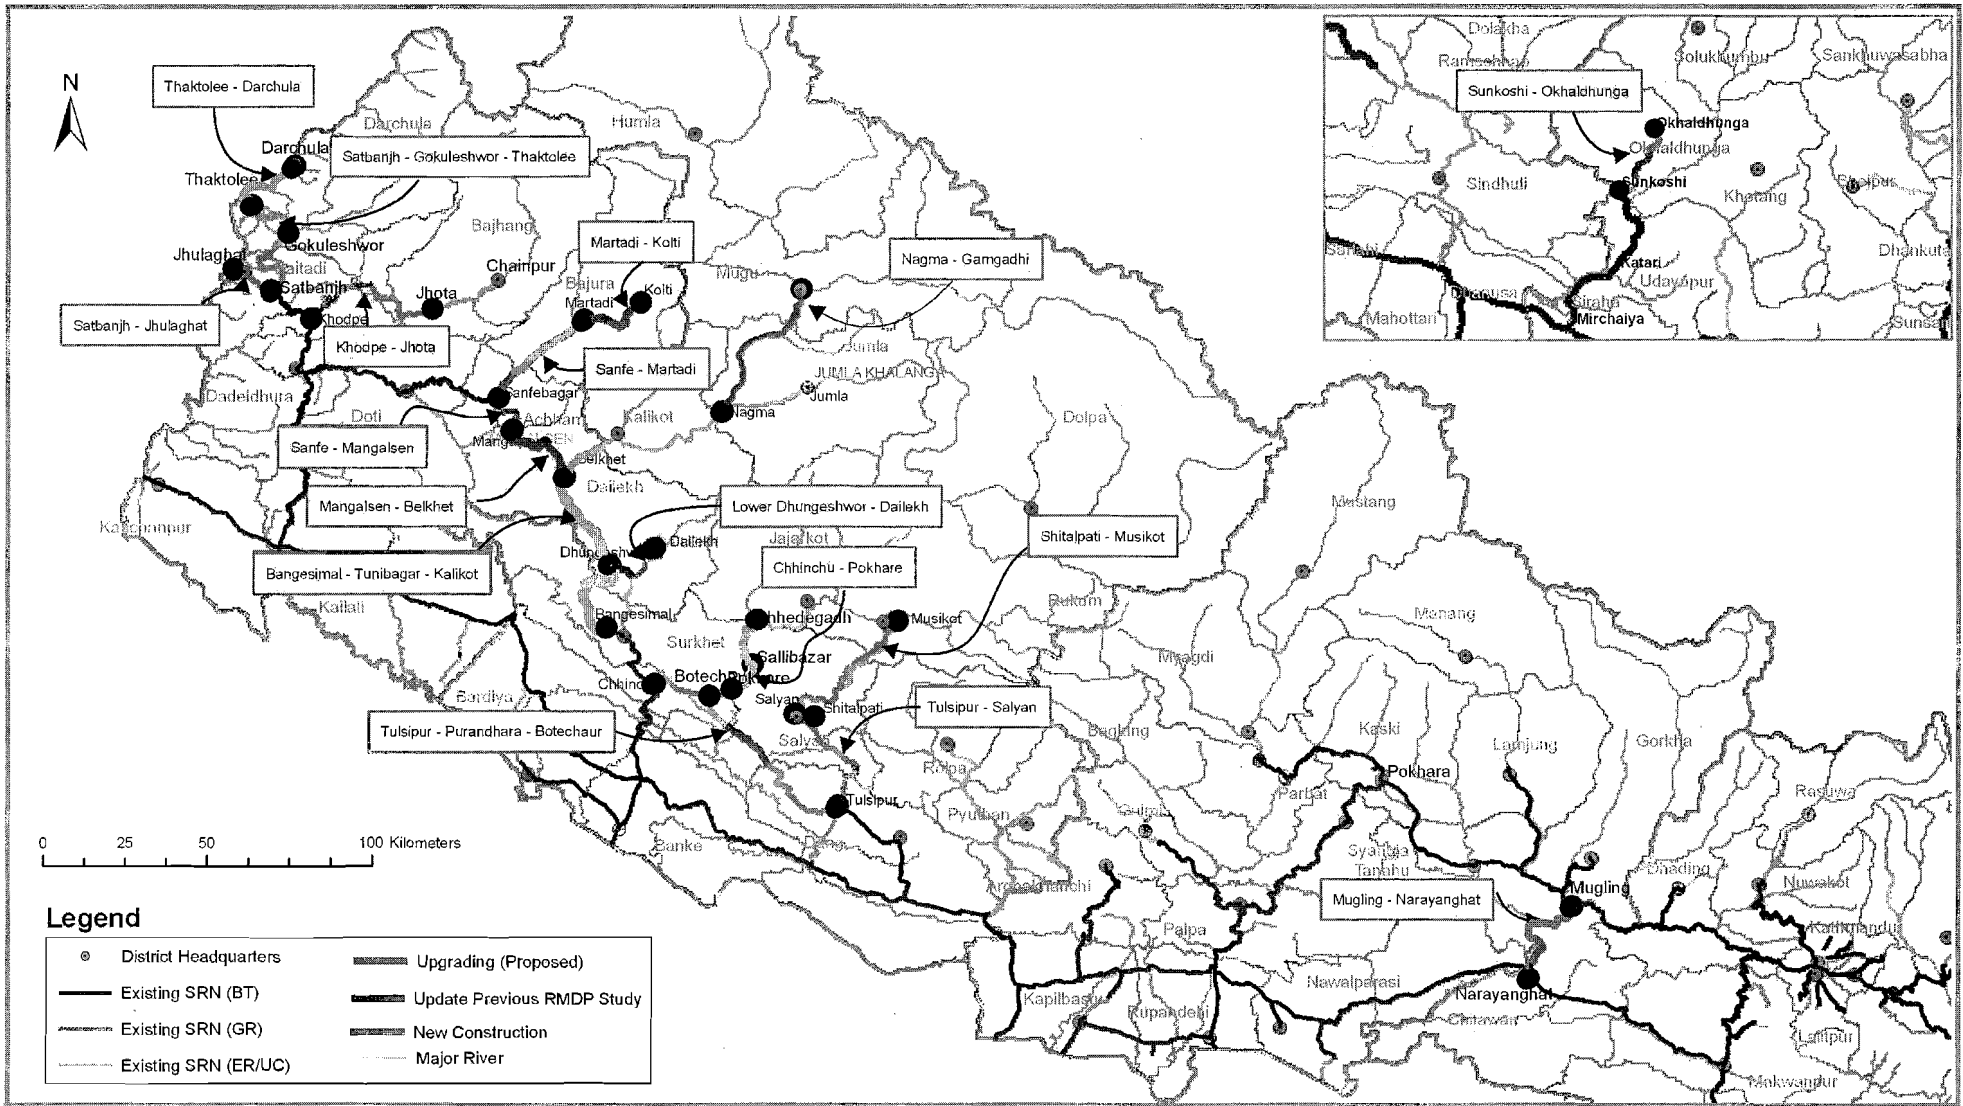 N
Thaktolee - Darchula
Darchula
Humla
Satbanjh - Gokuleshwor - Thaktolee
Darchula
Thaktolee
Bajhang
Gokuleshwor
Martadi - Kolti
Nagma - Gamgadhi
Jhulaghat
Chainpur
Mugu
Satbanjh
Jhota
Bajura
Kolti
Martadi
Satbanjh - Jhulaghat
Khodpe
Khodpe - Jhota
Jumla
Sanfe - Martadi
JUMLA KHALANGA
Jumla
Dadeldhura
Sanfebagar
Doti
Achham
Kalikot
Nagma
Dolpa
Sanfe - Mangalsen
Belkhet
Dailekh
Mangalsen - Belkhet
Lower Dhungeshwor - Dailekh
Mustang
Kanchanpur
Jajarkot
Shitalpati - Musikot
Dailekh
Bangesimal - Tunibagar - Kalikot
Chhinchu - Pokhare
Kailali
Rukum
Manang
Bangesimal
Chhedegadh
Musikot
Surkhet
Sallibazar
Myagdi
Botechaur
Pokhare
Chhinchu
Salyan
Shitalpati
Bardiya
Tulsipur - Salyan
Tulsipur - Purandhara - Botechaur
Salyan
Baglung
Kaski
Lamjung
Gorkha
Rolpa
Pokhara
Parbat
Rasuwa
Tulsipur
Pyuthan
Gulmi
Banke
Dang
Syangja
Tanahu
Dhading
Arghakhanchi
Nuwakot
Mugling - Narayanghat
Mugling
Palpa
Kathmandu
Nawalparasi
Narayanghat
Kapilbastu
Rupandehi
Chitawan
Lalitpur
Makwanpur
Dolakha
Solukhumbu
Sankhuwasabha
Ramechhap
Sunkoshi - Okhaldhunga
Okhaldhunga
Okhaldhunga
Sindhuli
Sunkoshi
Bhojpur
Khotang
Sarlahi
Dhankuta
Katari
Udayapur
Dhanusa
Siraha
Mahottari
Mirchaiya
Sunsari
0 25 50 100 Kilometers
Legend
District Headquarters
Existing SRN (BT)
Existing SRN (GR)
Existing SRN (ER/UC)
Upgrading (Proposed)
Update Previous RMDP Study
New Construction
Major River